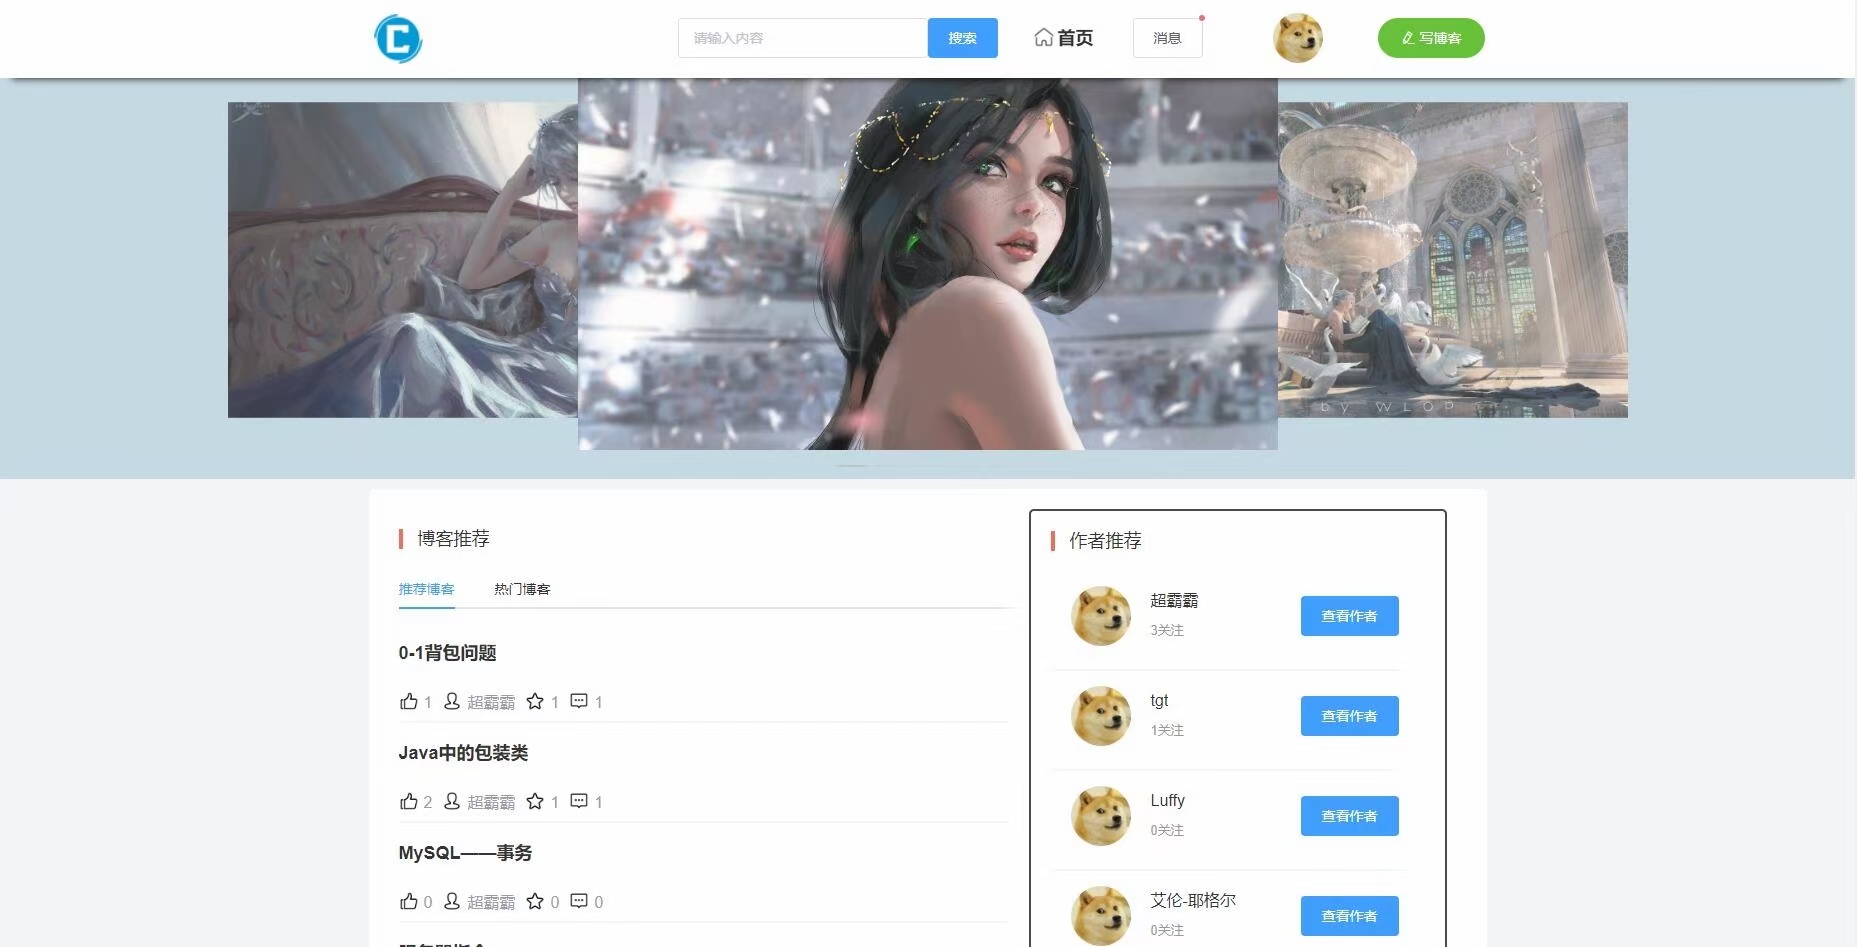 C
请输入内容
搜索
首页
消息
写博客
by WLOP
博客推荐
推荐博客 热门博客
0-1背包问题
1 超霸霸 1 1
Java中的包装类
2 超霸霸 1 1
MySQL——事务
0 超霸霸 0 0
作者推荐
超霸霸
3关注
查看作者
tgt
1关注
查看作者
Luffy
0关注
查看作者
艾伦-耶格尔
0关注
查看作者